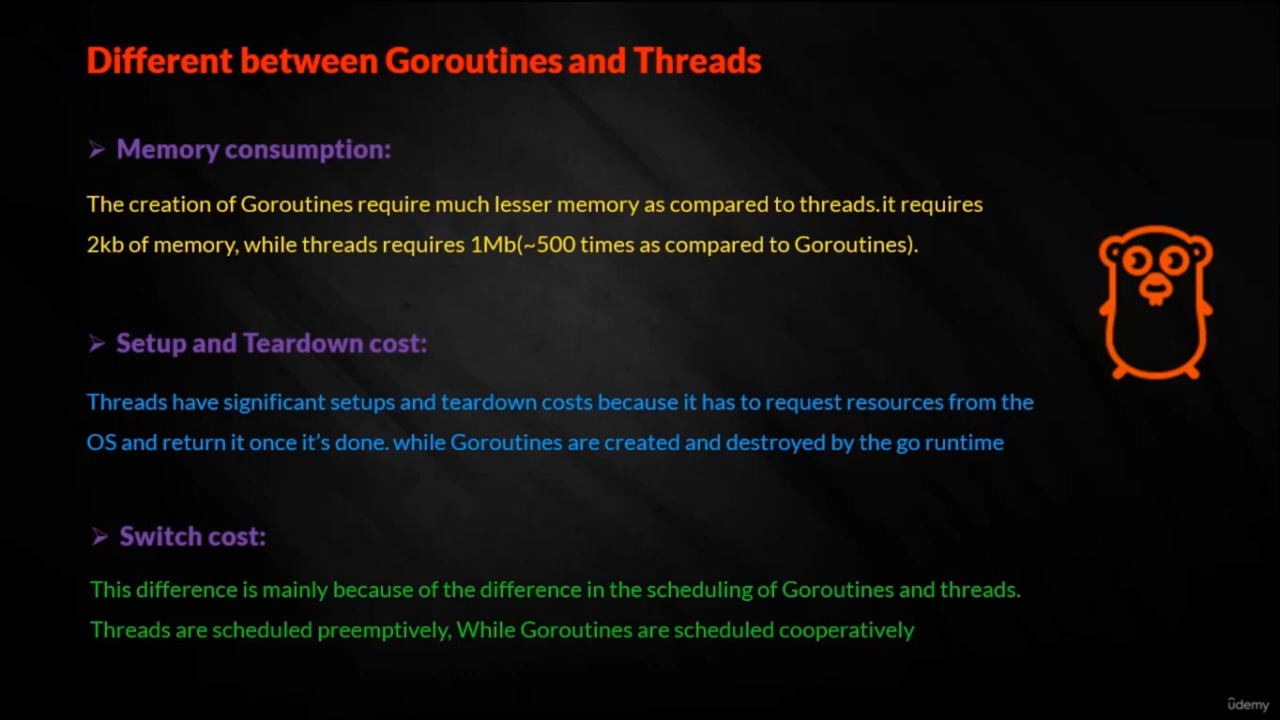 Different between Goroutines and Threads
➢ Memory consumption:
The creation of Goroutines require much lesser memory as compared to threads.it requires
2kb of memory, while threads requires 1Mb(~500 times as compared to Goroutines).
➢ Setup and Teardown cost:
Threads have significant setups and teardown costs because it has to request resources from the
OS and return it once it’s done. while Goroutines are created and destroyed by the go runtime
➢ Switch cost:
This difference is mainly because of the difference in the scheduling of Goroutines and threads.
Threads are scheduled preemptively, While Goroutines are scheduled cooperatively
ûdemy